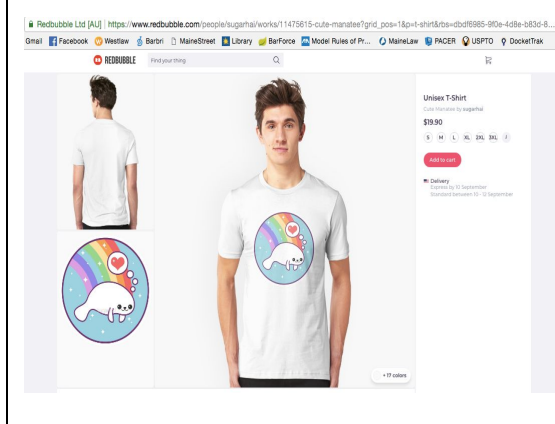 Redbubble Ltd [AU] https://www.redbubble.com/people/sugarhai/works/11475615-cute-manatee?grid_pos=1&p=t-shirt&rbs=dbdf6985-9f0e-4d8e-b83d-8...
Gmail Facebook Westlaw Barbri MaineStreet Library BarForce Model Rules of Pr... MaineLaw PACER USPTO DocketTrak
REDBUBBLE Find your thing
Unisex T-Shirt
Cute Manatee by sugarhai
$19.90
S M L XL 2XL 3XL
Add to cart
Delivery
Express by 10 September
Standard between 10 - 12 September
+ 17 colors